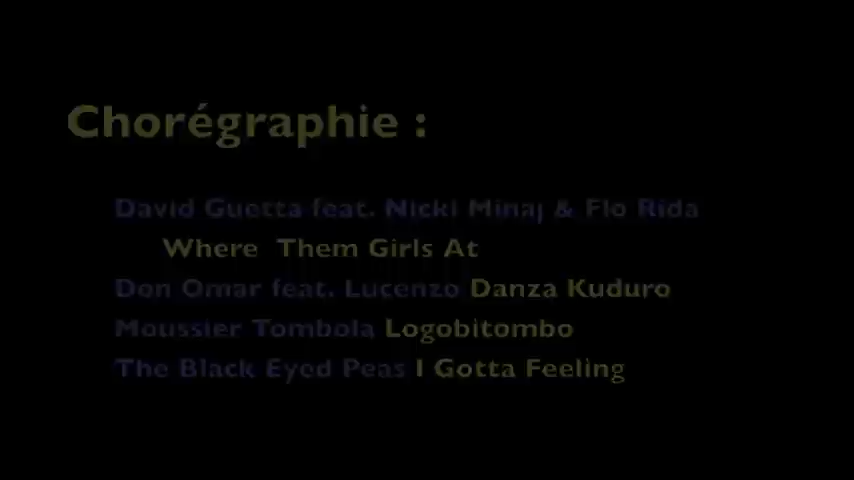 Chorégraphie :
David Guetta feat. Nicki Minaj & Flo Rida
Where Them Girls At
Don Omar feat. Lucenzo Danza Kuduro
Moussier Tombola Logobitombo
The Black Eyed Peas I Gotta Feeling